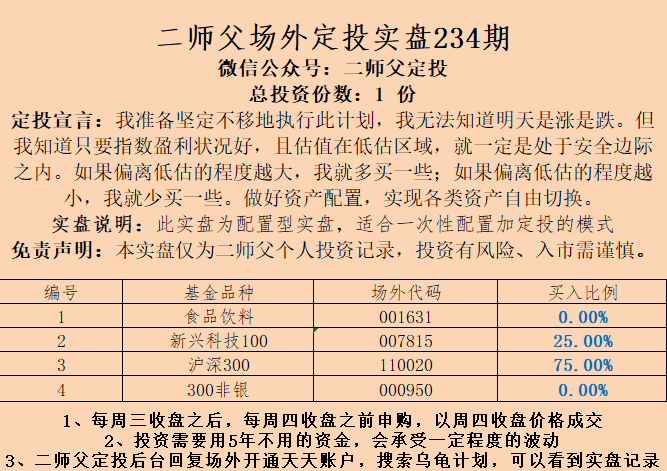 二师父场外定投实盘234期
微信公众号：二师父定投
总投资份数：1 份
定投宣言：我准备坚定不移地执行此计划，我无法知道明天是涨是跌。但
我知道只要指数盈利状况好，且估值在低估区域，就一定是处于安全边际
之内。如果偏离低估的程度越大，我就多买一些；如果偏离低估的程度越
小，我就少买一些。做好资产配置，实现各类资产自由切换。
实盘说明：此实盘为配置型实盘，适合一次性配置加定投的模式
免责声明：本实盘仅为二师父个人投资记录，投资有风险、入市需谨慎。
编号 基金品种 场外代码 买入比例
1 食品饮料 001631 0.00%
2 新兴科技100 007815 25.00%
3 沪深300 110020 75.00%
4 300非银 000950 0.00%
1、每周三收盘之后，每周四收盘之前申购，以周四收盘价格成交
2、投资需要用5年不用的资金，会承受一定程度的波动
3、二师父定投后台回复场外开通天天账户，搜索乌龟计划，可以看到实盘记录